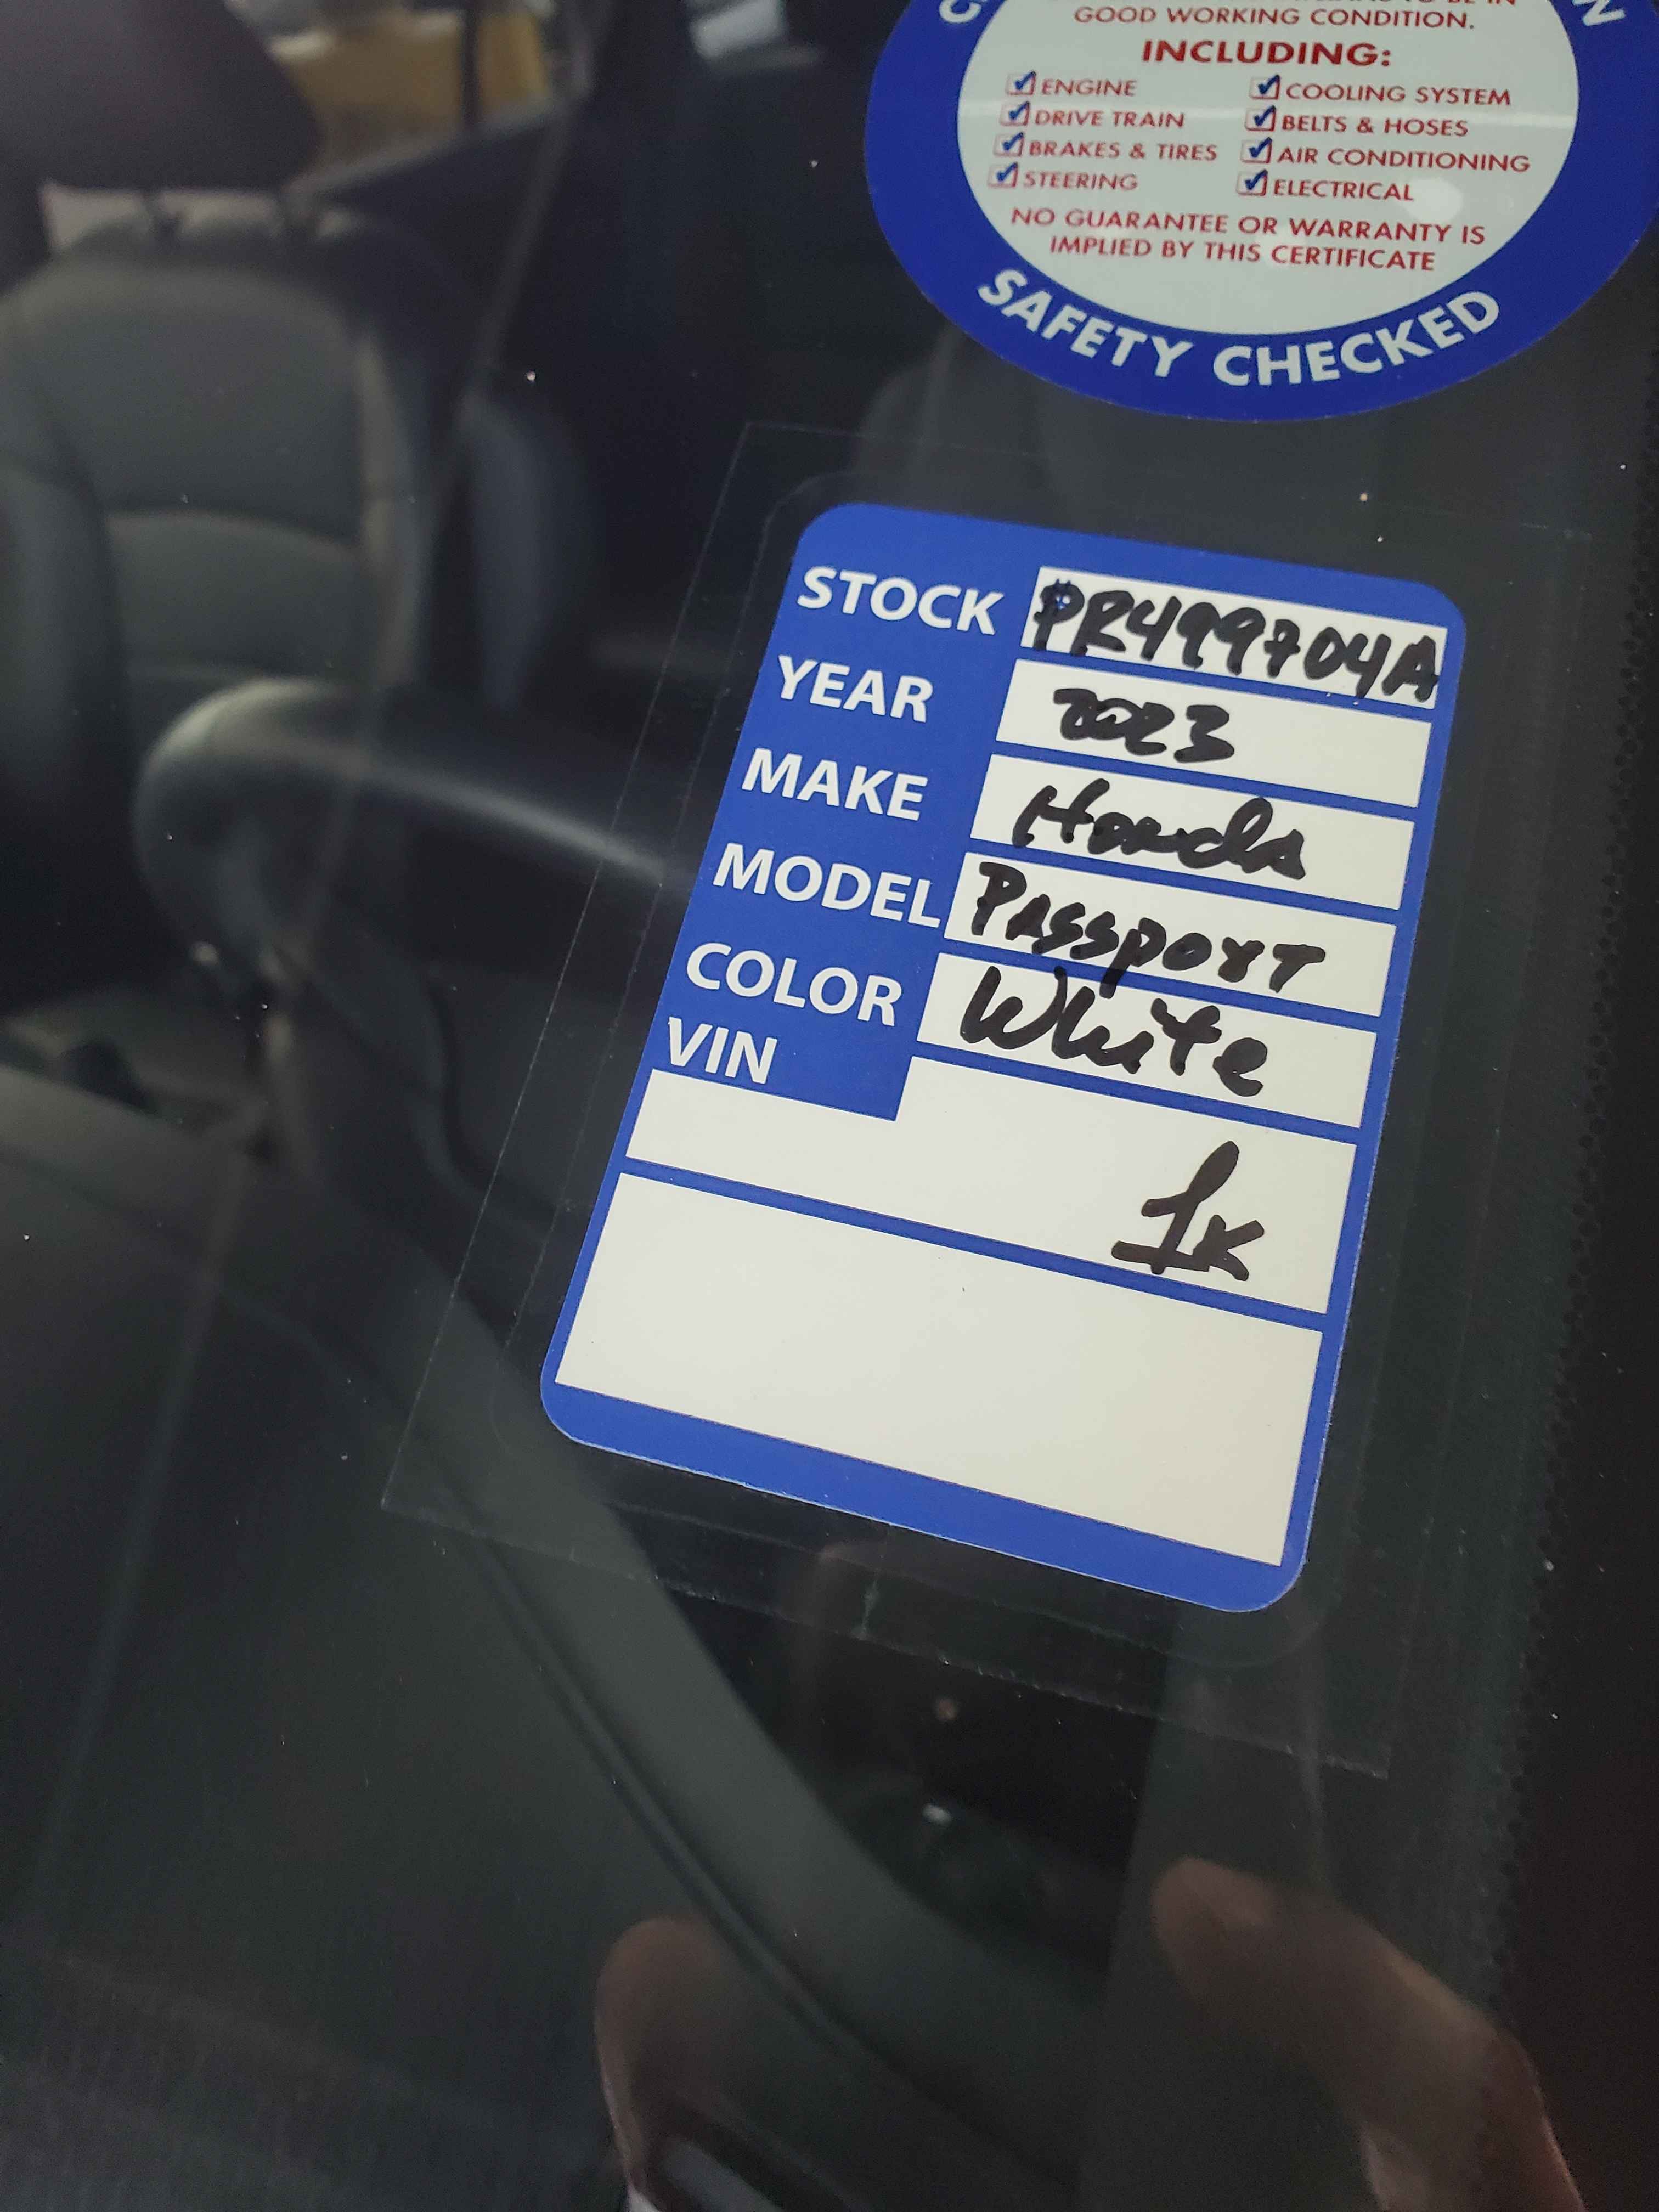 GOOD WORKING CONDITION.
INCLUDING:
ENGINE COOLING SYSTEM
DRIVE TRAIN BELTS & HOSES
BRAKES & TIRES AIR CONDITIONING
STEERING ELECTRICAL
NO GUARANTEE OR WARRANTY IS
IMPLIED BY THIS CERTIFICATE
SAFETY CHECKED
STOCK PR499704A
YEAR 2023
MAKE Honda
MODEL Passport
COLOR White
VIN
1K